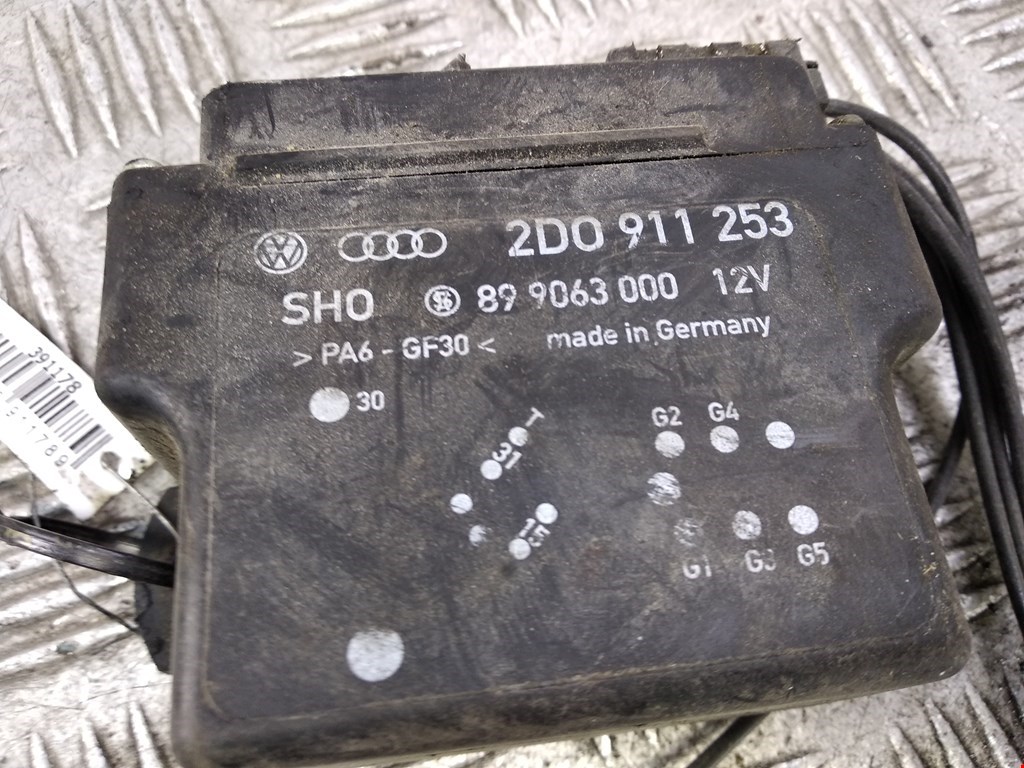 2D0 911 253
SHO 89 9063 000 12V
> PA6 - GF30 < made in Germany
30
T
31
15
G2 G4
G1 G3 G5
391178